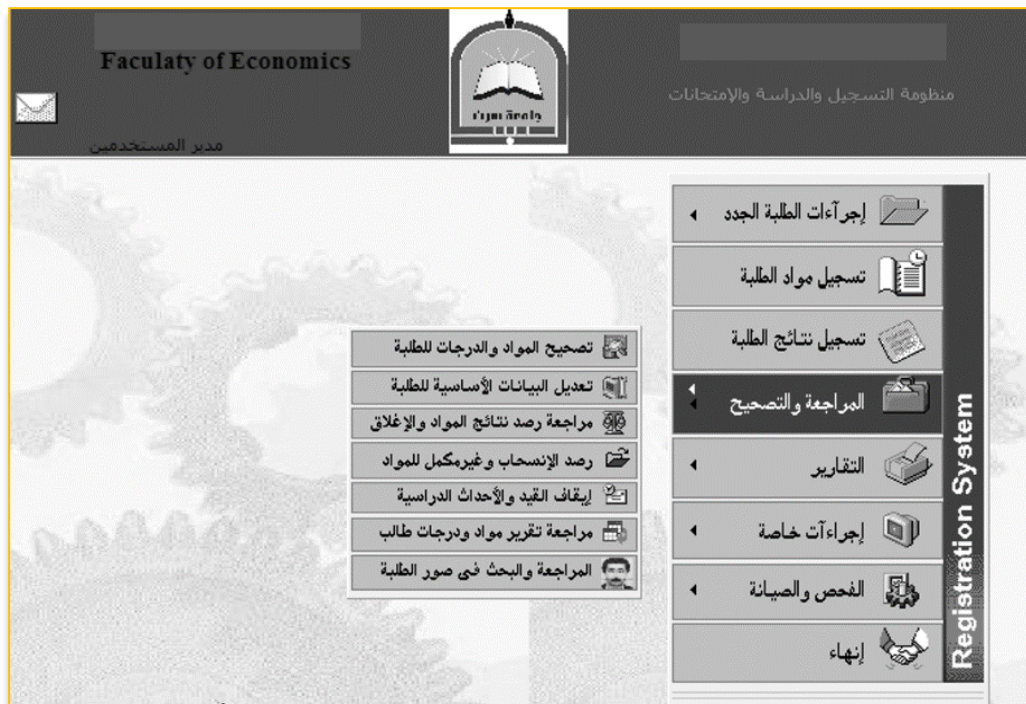 Faculaty of Economics
منظومة التسجيل والدراسة والإمتحانات
جامعة سرت
مدير المستخدمين
إجرآءات الطلبة الجدد
تسجيل مواد الطلبة
تسجيل نتائج الطلبة
المراجعة والتصحيح
التقارير
إجراءآت خاصة
الفحص والصيانة
إنهاء
Registration System
تصحيح المواد والدرجات للطلبة
تعديل البيانات الأساسية للطلبة
مراجعة رصد نتائج المواد والإغلاق
رصد الإنسحاب وغيرمكمل للمواد
إيقاف القيد والأحداث الدراسية
مراجعة تقرير مواد ودرجات طالب
المراجعة والبحث فى صور الطلبة